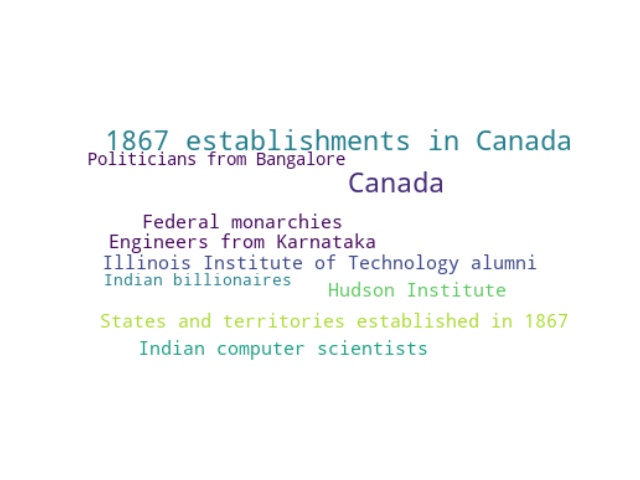 1867 establishments in Canada
Politicians from Bangalore
Canada
Federal monarchies
Engineers from Karnataka
Illinois Institute of Technology alumni
Indian billionaires
Hudson Institute
States and territories established in 1867
Indian computer scientists